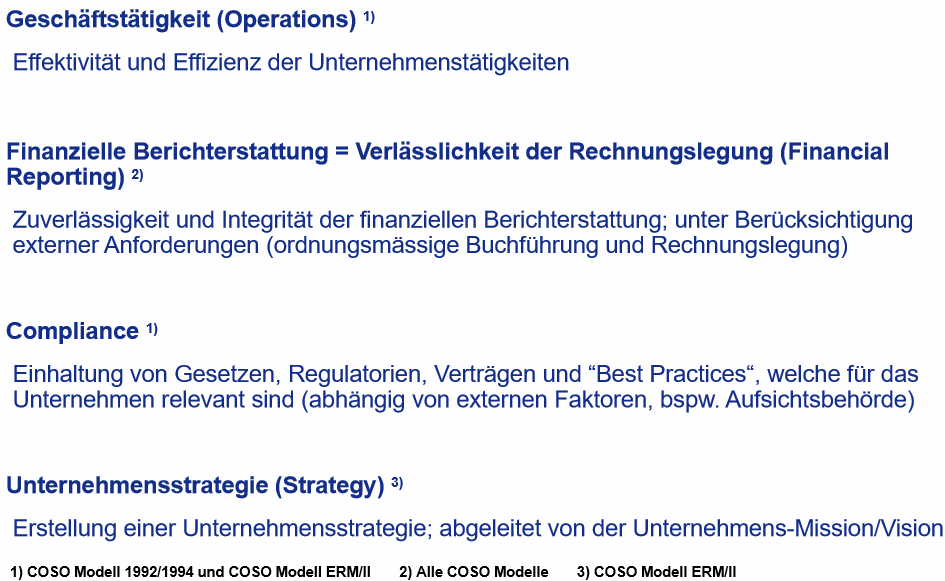 Geschäftstätigkeit (Operations) 1)
Effektivität und Effizienz der Unternehmenstätigkeiten
Finanzielle Berichterstattung = Verlässlichkeit der Rechnungslegung (Financial
Reporting) 2)
Zuverlässigkeit und Integrität der finanziellen Berichterstattung; unter Berücksichtigung
externer Anforderungen (ordnungsmässige Buchführung und Rechnungslegung)
Compliance 1)
Einhaltung von Gesetzen, Regulatorien, Verträgen und “Best Practices“, welche für das
Unternehmen relevant sind (abhängig von externen Faktoren, bspw. Aufsichtsbehörde)
Unternehmensstrategie (Strategy) 3)
Erstellung einer Unternehmensstrategie; abgeleitet von der Unternehmens-Mission/Vision
1) COSO Modell 1992/1994 und COSO Modell ERM/II 2) Alle COSO Modelle 3) COSO Modell ERM/II